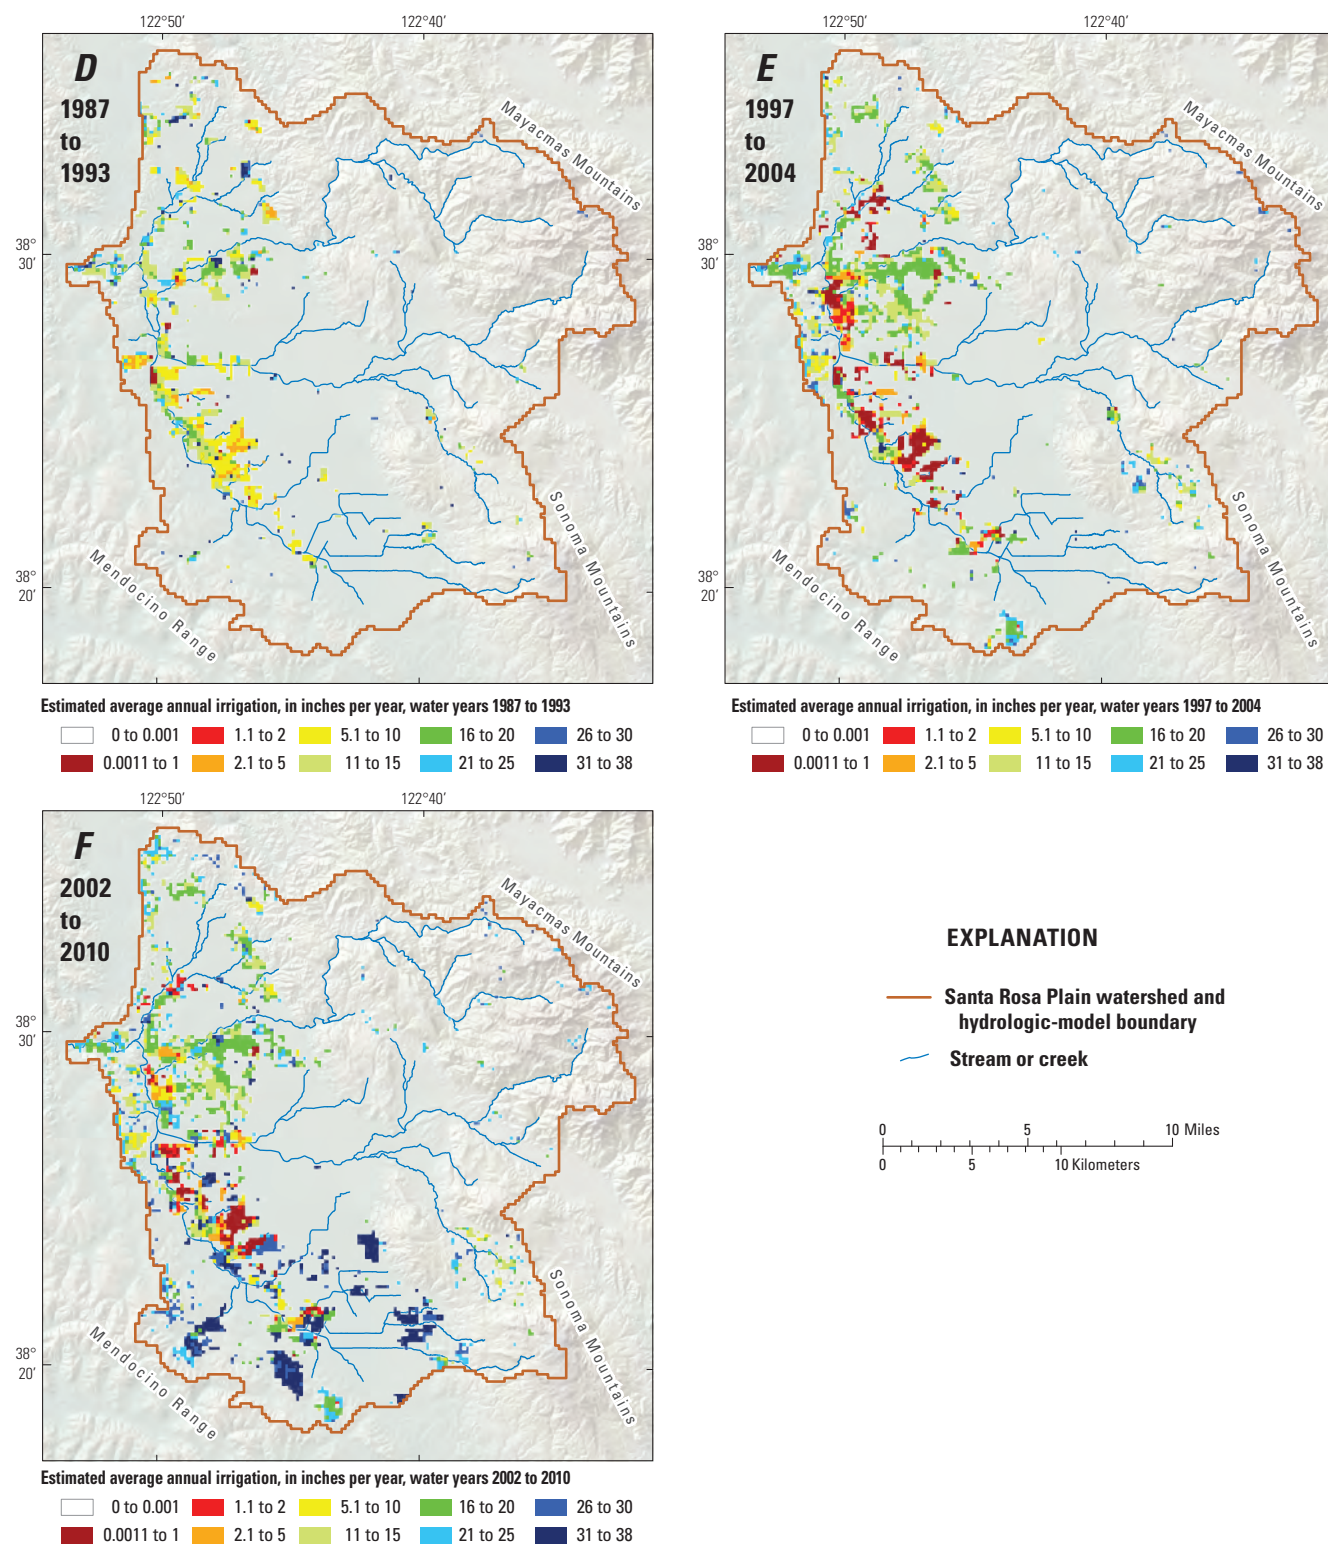 122°50'
122°40'
D
1987
to
1993
Mayacmas Mountains
38°
30'
38°
20'
Sonoma Mountains
Mendocino Range
Estimated average annual irrigation, in inches per year, water years 1987 to 1993
0 to 0.001
1.1 to 2
5.1 to 10
16 to 20
26 to 30
0.0011 to 1
2.1 to 5
11 to 15
21 to 25
31 to 38
122°50'
122°40'
E
1997
to
2004
Mayacmas Mountains
38°
30'
38°
20'
Sonoma Mountains
Mendocino Range
Estimated average annual irrigation, in inches per year, water years 1997 to 2004
0 to 0.001
1.1 to 2
5.1 to 10
16 to 20
26 to 30
0.0011 to 1
2.1 to 5
11 to 15
21 to 25
31 to 38
122°50'
122°40'
F
2002
to
2010
Mayacmas Mountains
38°
30'
38°
20'
Sonoma Mountains
Mendocino Range
Estimated average annual irrigation, in inches per year, water years 2002 to 2010
0 to 0.001
1.1 to 2
5.1 to 10
16 to 20
26 to 30
0.0011 to 1
2.1 to 5
11 to 15
21 to 25
31 to 38
EXPLANATION
Santa Rosa Plain watershed and
hydrologic-model boundary
Stream or creek
0 5 10 Miles
0 5 10 Kilometers